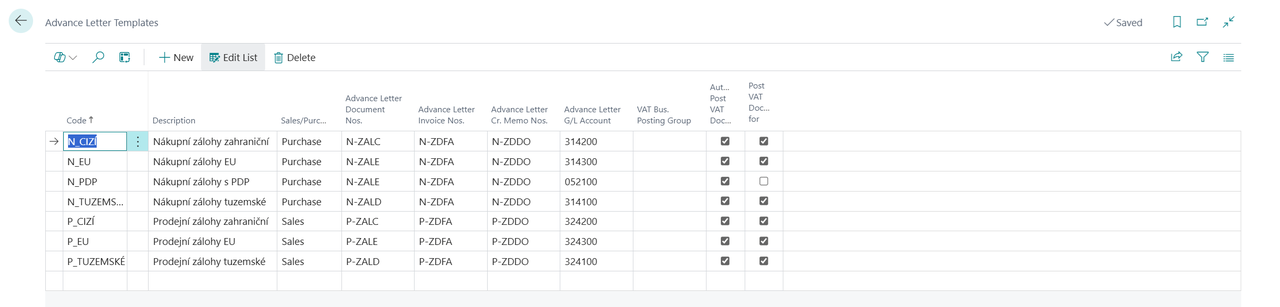 Advance Letter Templates
Saved
New
Edit List
Delete
Code ↑
Description
Sales/Purc...
Advance Letter
Document
Nos.
Advance Letter
Invoice Nos.
Advance Letter
Cr. Memo Nos.
Advance Letter
G/L Account
VAT Bus.
Posting Group
Aut...
Post
VAT
Doc...
Post
VAT
Doc...
for
N_CIZÍ Nákupní zálohy zahraniční Purchase N-ZALC N-ZDFA N-ZDDO 314200
N_EU Nákupní zálohy EU Purchase N-ZALE N-ZDFA N-ZDDO 314300
N_PDP Nákupní zálohy s PDP Purchase N-ZALE N-ZDFA N-ZDDO 052100
N_TUZEMS... Nákupní zálohy tuzemské Purchase N-ZALD N-ZDFA N-ZDDO 314100
P_CIZÍ Prodejní zálohy zahraniční Sales P-ZALC P-ZDFA P-ZDDO 324200
P_EU Prodejní zálohy EU Sales P-ZALE P-ZDFA P-ZDDO 324300
P_TUZEMSKÉ Prodejní zálohy tuzemské Sales P-ZALD P-ZDFA P-ZDDO 324100